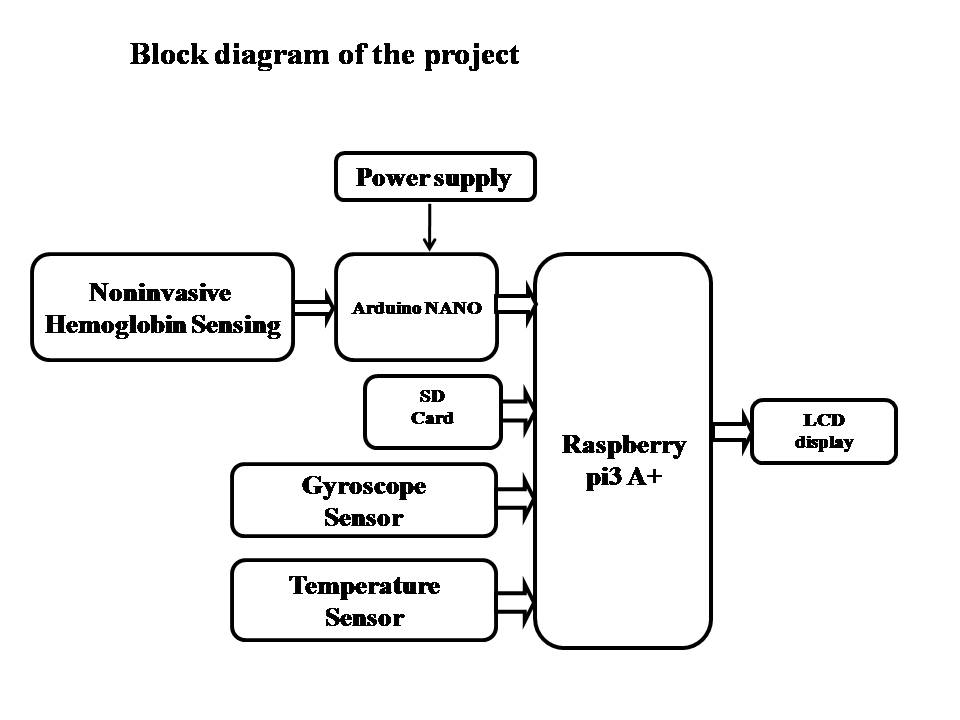 Block diagram of the project
Power supply
Noninvasive
Hemoglobin Sensing
Arduino NANO
SD
Card
Raspberry
pi3 A+
LCD
display
Gyroscope
Sensor
Temperature
Sensor